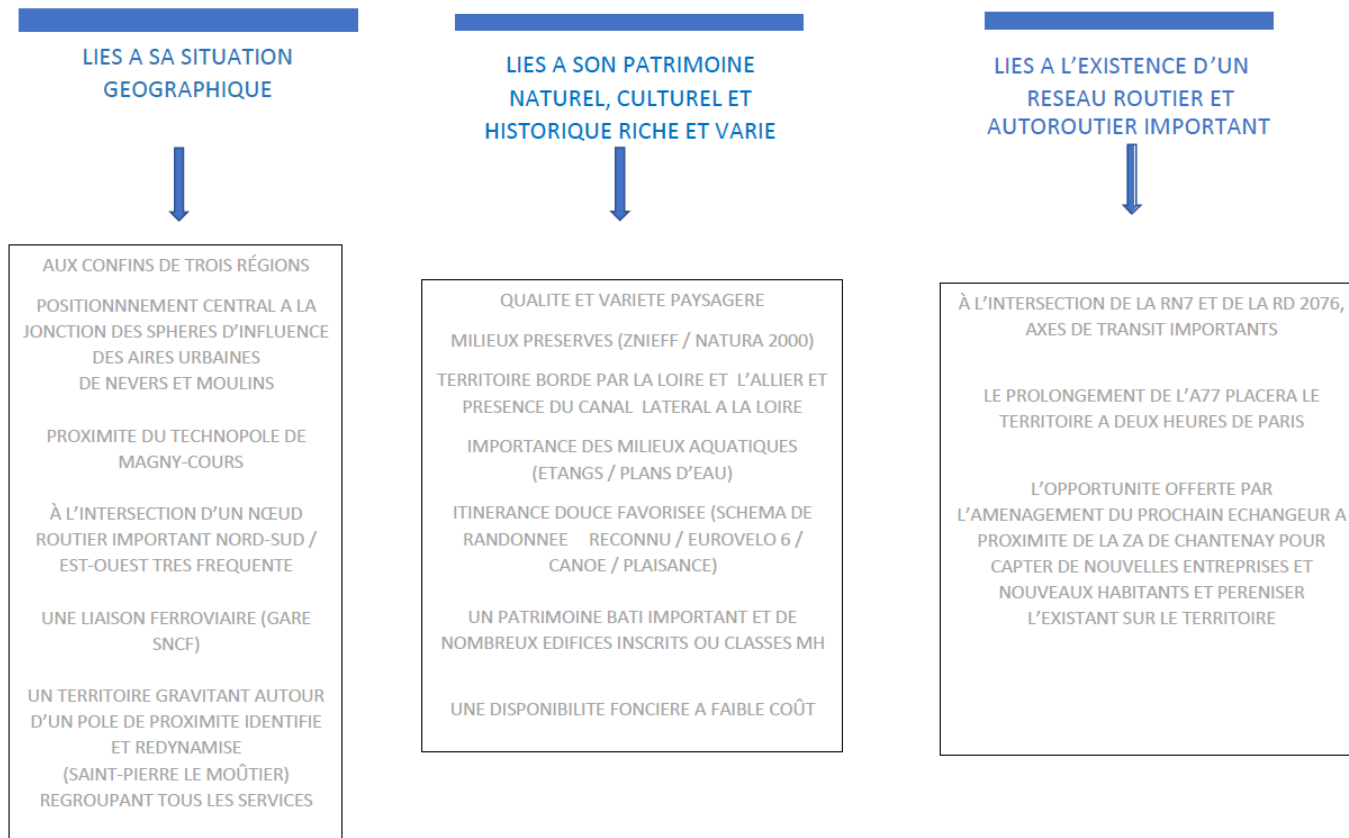 LIES A SA SITUATION
GEOGRAPHIQUE
AUX CONFINS DE TROIS RÉGIONS
POSITIONNNEMENT CENTRAL A LA
JONCTION DES SPHERES D'INFLUENCE
DES AIRES URBAINES
DE NEVERS ET MOULINS
PROXIMITE DU TECHNOPOLE DE
MAGNY-COURS
À L'INTERSECTION D'UN NŒUD
ROUTIER IMPORTANT NORD-SUD /
EST-OUEST TRES FREQUENTE
UNE LIAISON FERROVIAIRE (GARE
SNCF)
UN TERRITOIRE GRAVITANT AUTOUR
D'UN POLE DE PROXIMITE IDENTIFIE
ET REDYNAMISE
(SAINT-PIERRE LE MOÛTIER)
REGROUPANT TOUS LES SERVICES
LIES A SON PATRIMOINE
NATUREL, CULTUREL ET
HISTORIQUE RICHE ET VARIE
QUALITE ET VARIETE PAYSAGERE
MILIEUX PRESERVES (ZNIEFF / NATURA 2000)
TERRITOIRE BORDE PAR LA LOIRE ET L'ALLIER ET
PRESENCE DU CANAL LATERAL A LA LOIRE
IMPORTANCE DES MILIEUX AQUATIQUES
(ETANGS / PLANS D'EAU)
ITINERANCE DOUCE FAVORISEE (SCHEMA DE
RANDONNEE RECONNU / EUROVELO 6 /
CANOE / PLAISANCE)
UN PATRIMOINE BATI IMPORTANT ET DE
NOMBREUX EDIFICES INSCRITS OU CLASSES MH
UNE DISPONIBILITE FONCIERE A FAIBLE COÛT
LIES A L'EXISTENCE D'UN
RESEAU ROUTIER ET
AUTOROUTIER IMPORTANT
À L'INTERSECTION DE LA RN7 ET DE LA RD 2076,
AXES DE TRANSIT IMPORTANTS
LE PROLONGEMENT DE L'A77 PLACERA LE
TERRITOIRE A DEUX HEURES DE PARIS
L'OPPORTUNITE OFFERTE PAR
L'AMENAGEMENT DU PROCHAIN ECHANGEUR A
PROXIMITE DE LA ZA DE CHANTENAY POUR
CAPTER DE NOUVELLES ENTREPRISES ET
NOUVEAUX HABITANTS ET PERENISER
L'EXISTANT SUR LE TERRITOIRE